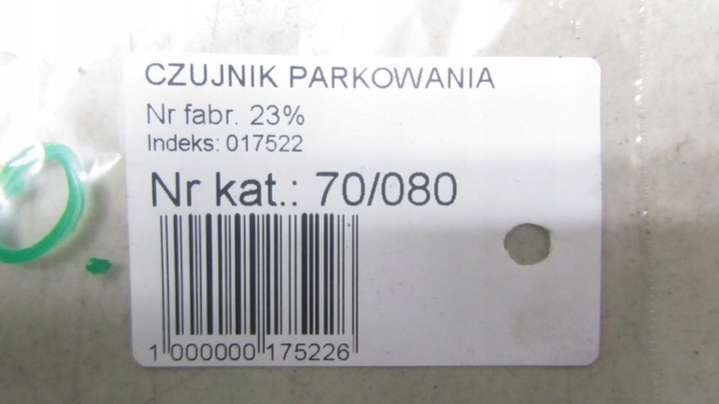 CZUJNIK PARKOWANIA
Nr fabr. 23%
Indeks: 017522
Nr kat.: 70/080
1 000000 175226